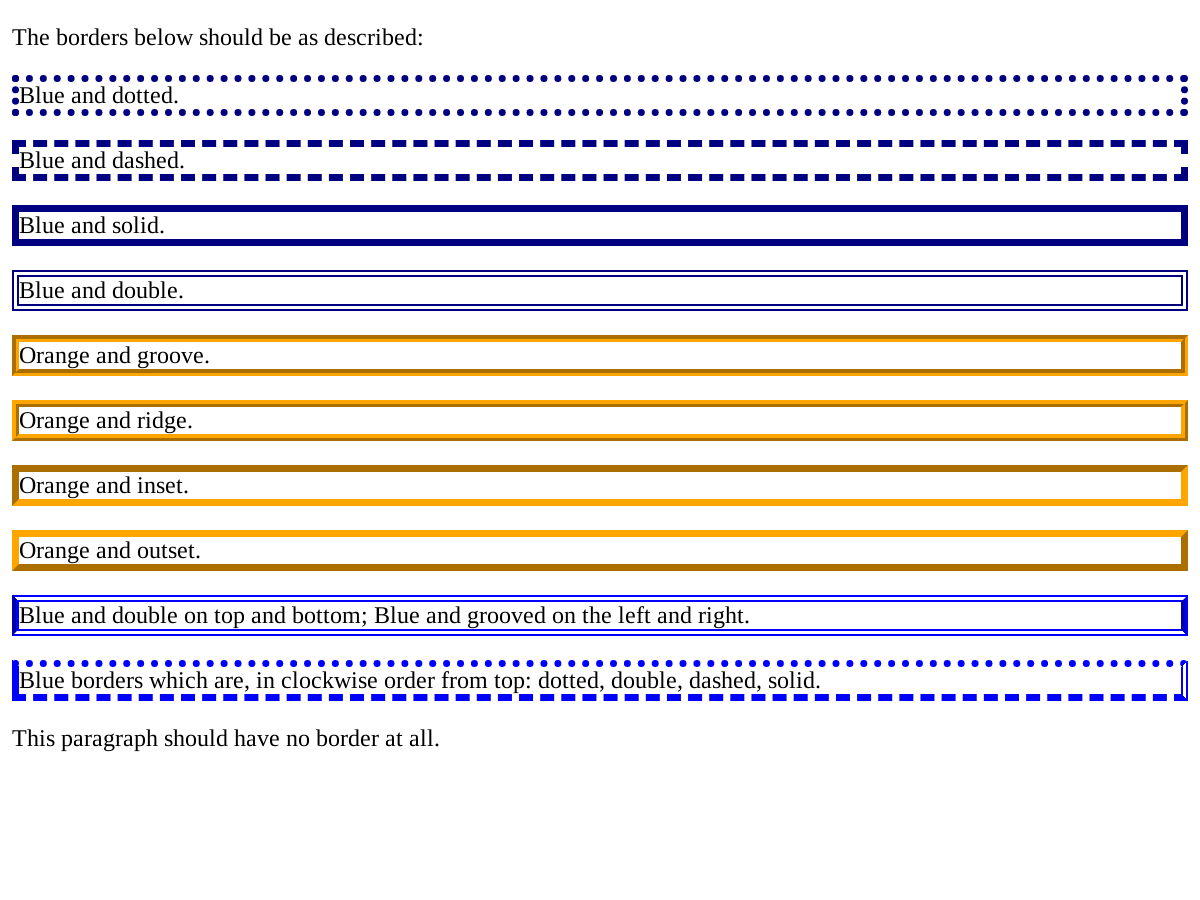 The borders below should be as described:
Blue and dotted.
Blue and dashed.
Blue and solid.
Blue and double.
Orange and groove.
Orange and ridge.
Orange and inset.
Orange and outset.
Blue and double on top and bottom; Blue and grooved on the left and right.
Blue borders which are, in clockwise order from top: dotted, double, dashed, solid.
This paragraph should have no border at all.